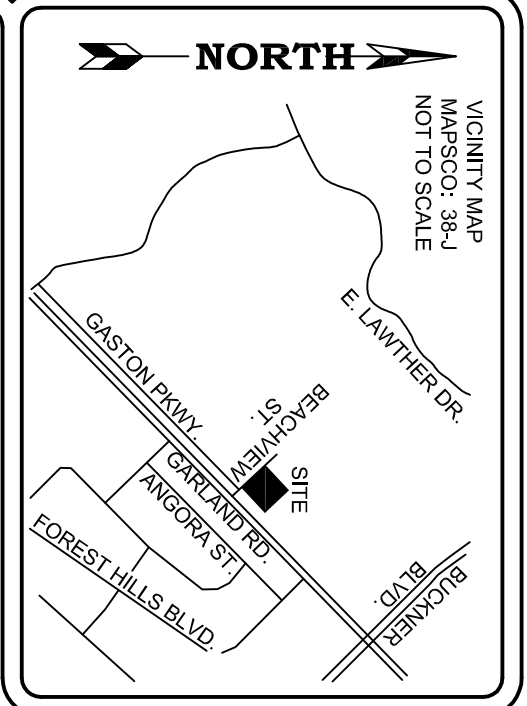 NORTH
VICINITY MAP
MAPSCO: 38-J
NOT TO SCALE
E. LAWTHER DR.
GASTON PKWY.
BEACHVIEW
ST.
SITE
GARLAND RD.
ANGORA ST.
FOREST HILLS BLVD.
BUCKNER
BLVD.